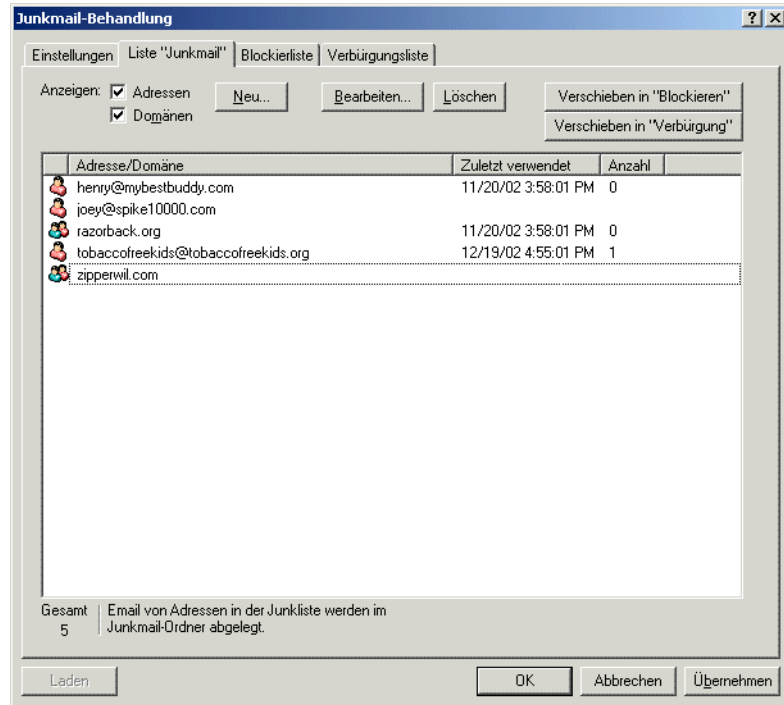 Junkmail-Behandlung
Einstellungen Liste "Junkmail" Blockierliste Verbürgungsliste
Anzeigen: Adressen Neu... Bearbeiten... Löschen Verschieben in "Blockieren"
Domänen Verschieben in "Verbürgung"
Adresse/Domäne Zuletzt verwendet Anzahl
henry@mybestbuddy.com 11/20/02 3:58:01 PM 0
joey@spike10000.com
razorback.org 11/20/02 3:58:01 PM 0
tobaccofreekids@tobaccofreekids.org 12/19/02 4:55:01 PM 1
zipperwil.com
Gesamt Email von Adressen in der Junkliste werden im
5 Junkmail-Ordner abgelegt.
Laden OK Abbrechen Übernehmen